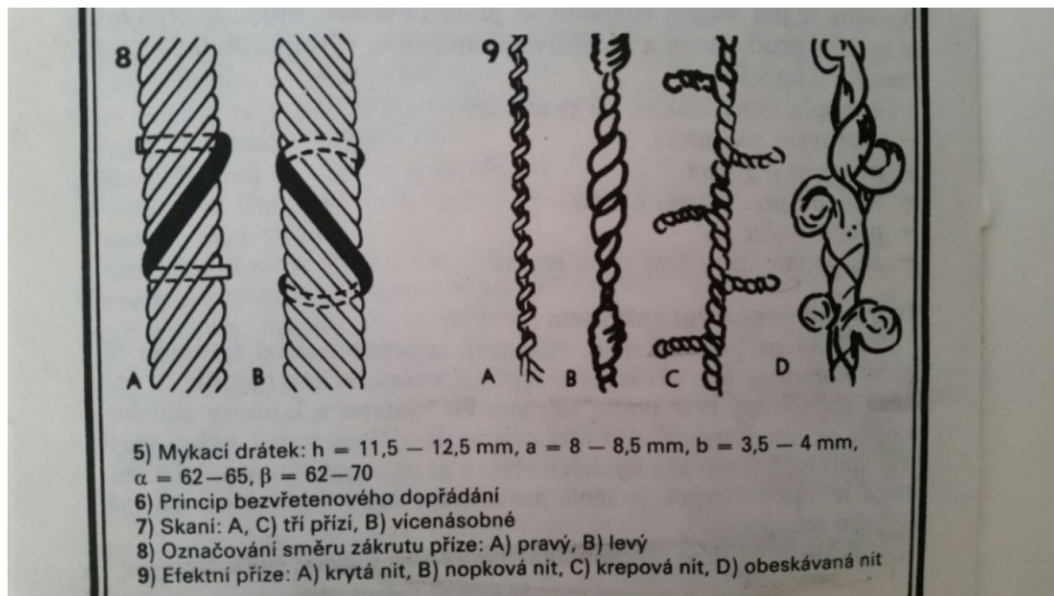 8
9
A
B
A
B
C
D
5) Mykací drátek: h = 11,5 – 12,5 mm, a = 8 – 8,5 mm, b = 3,5 – 4 mm,
α = 62–65, β = 62–70
6) Princip bezvřetenového dopřádání
7) Skaní: A, C) tří přízí, B) vícenásobné
8) Označování směru zákrutu příze: A) pravý, B) levý
9) Efektní příze: A) krytá nit, B) nopková nit, C) krepová nit, D) obeskávaná nit